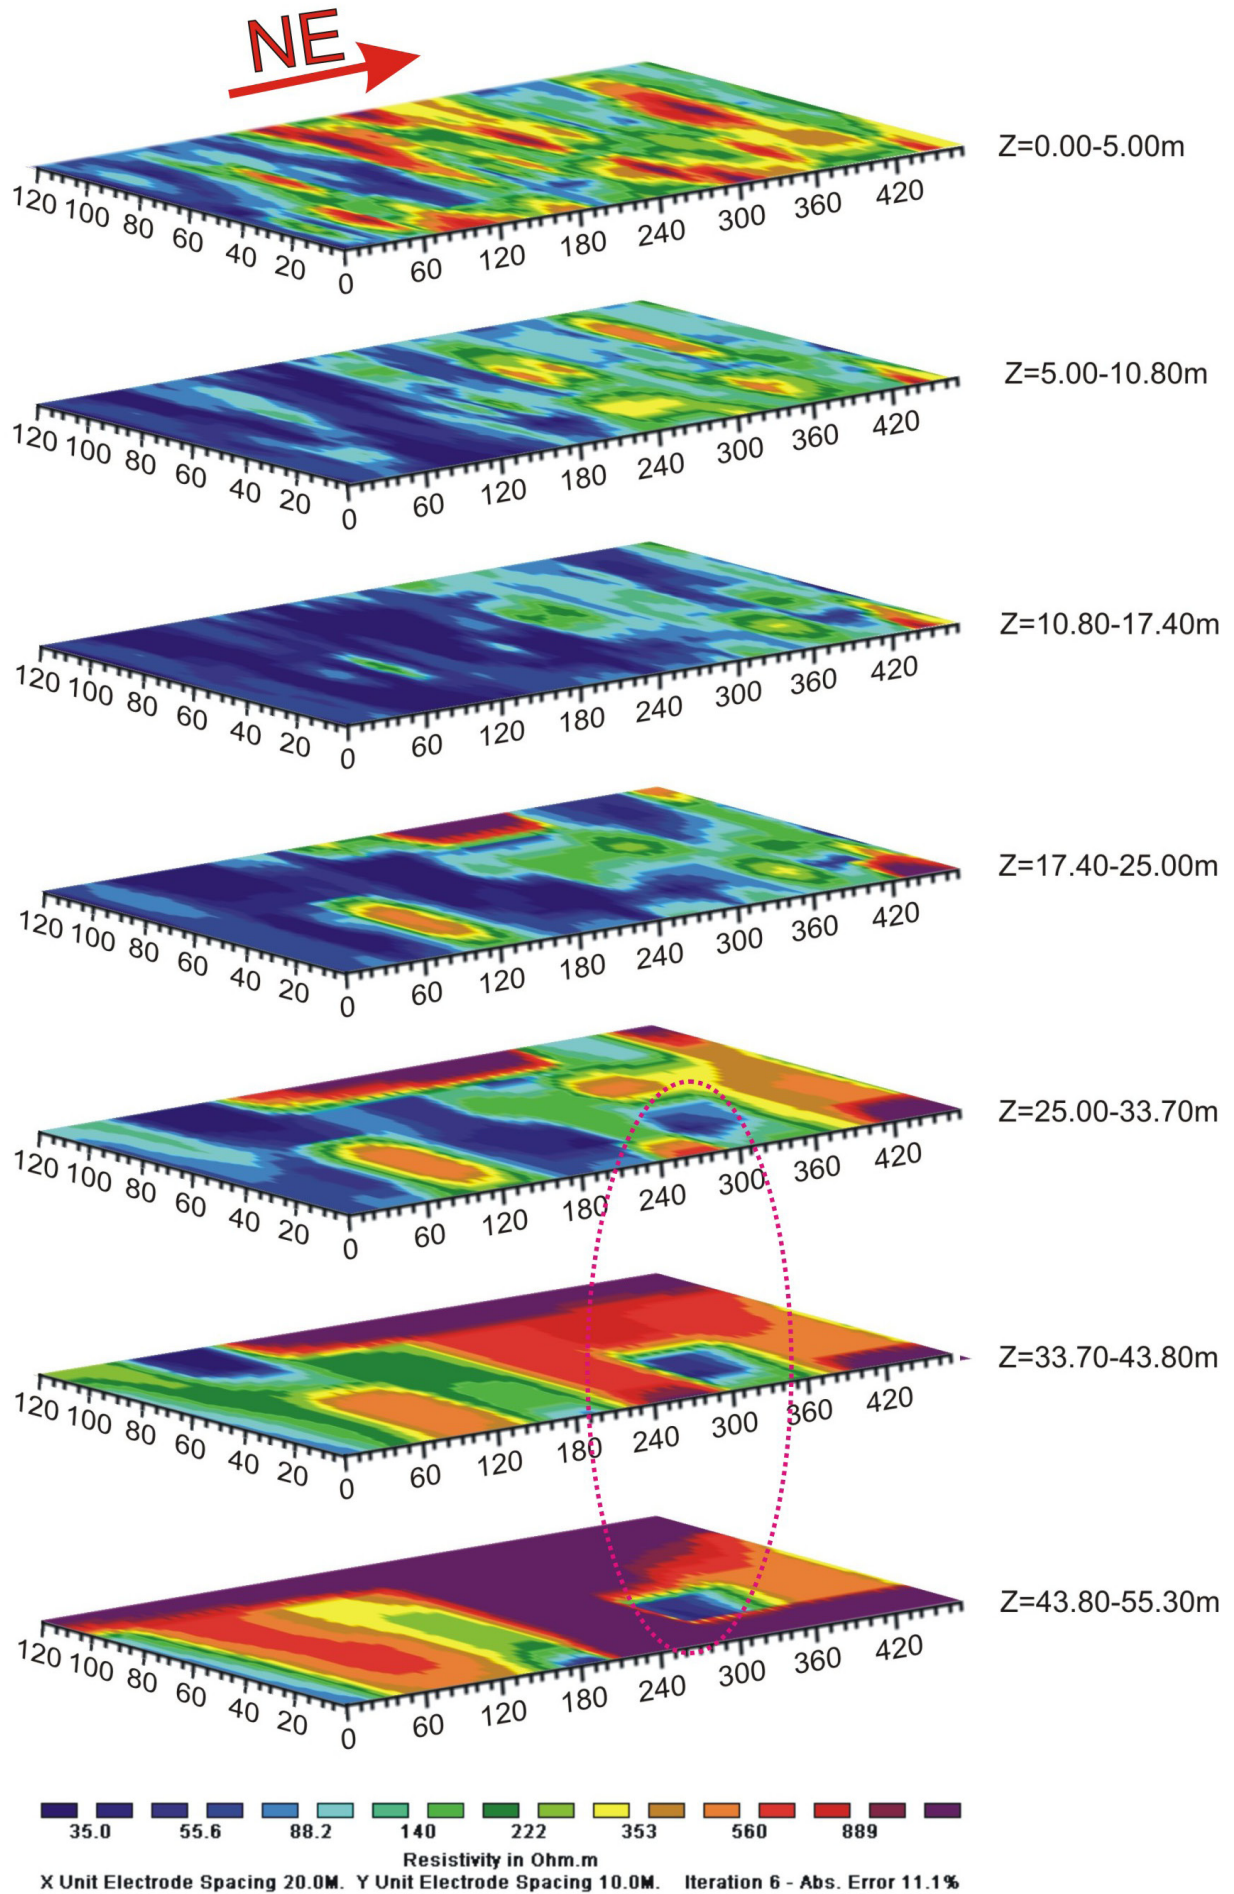 NE
Z=0.00-5.00m
120 100 80 60 40 20 0 60 120 180 240 300 360 420
Z=5.00-10.80m
120 100 80 60 40 20 0 60 120 180 240 300 360 420
Z=10.80-17.40m
120 100 80 60 40 20 0 60 120 180 240 300 360 420
Z=17.40-25.00m
120 100 80 60 40 20 0 60 120 180 240 300 360 420
Z=25.00-33.70m
120 100 80 60 40 20 0 60 120 180 240 300 360 420
Z=33.70-43.80m
120 100 80 60 40 20 0 60 120 180 240 300 360 420
Z=43.80-55.30m
120 100 80 60 40 20 0 60 120 180 240 300 360 420
35.0 55.6 88.2 140 222 353 560 889
Resistivity in Ohm.m
X Unit Electrode Spacing 20.0M. Y Unit Electrode Spacing 10.0M. Iteration 6 - Abs. Error 11.1%